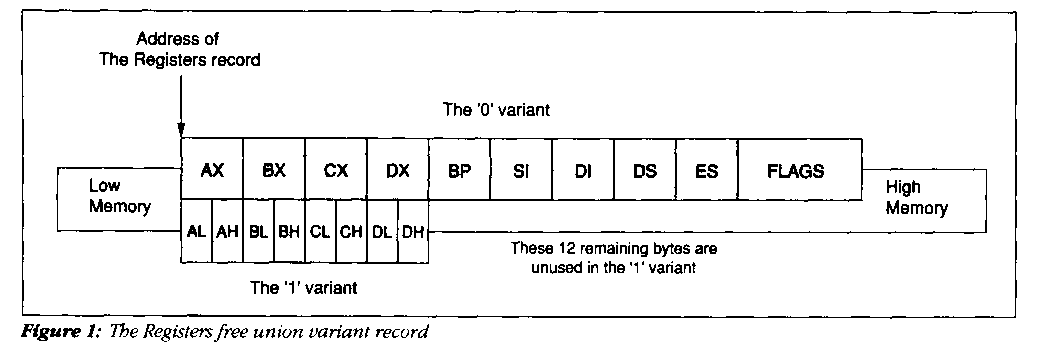 Address of
The Registers record
The '0' variant
AX BX CX DX BP SI DI DS ES FLAGS
Low
Memory
High
Memory
AL AH BL BH CL CH DL DH
These 12 remaining bytes are
unused in the '1' variant
The '1' variant
Figure 1: The Registers free union variant record